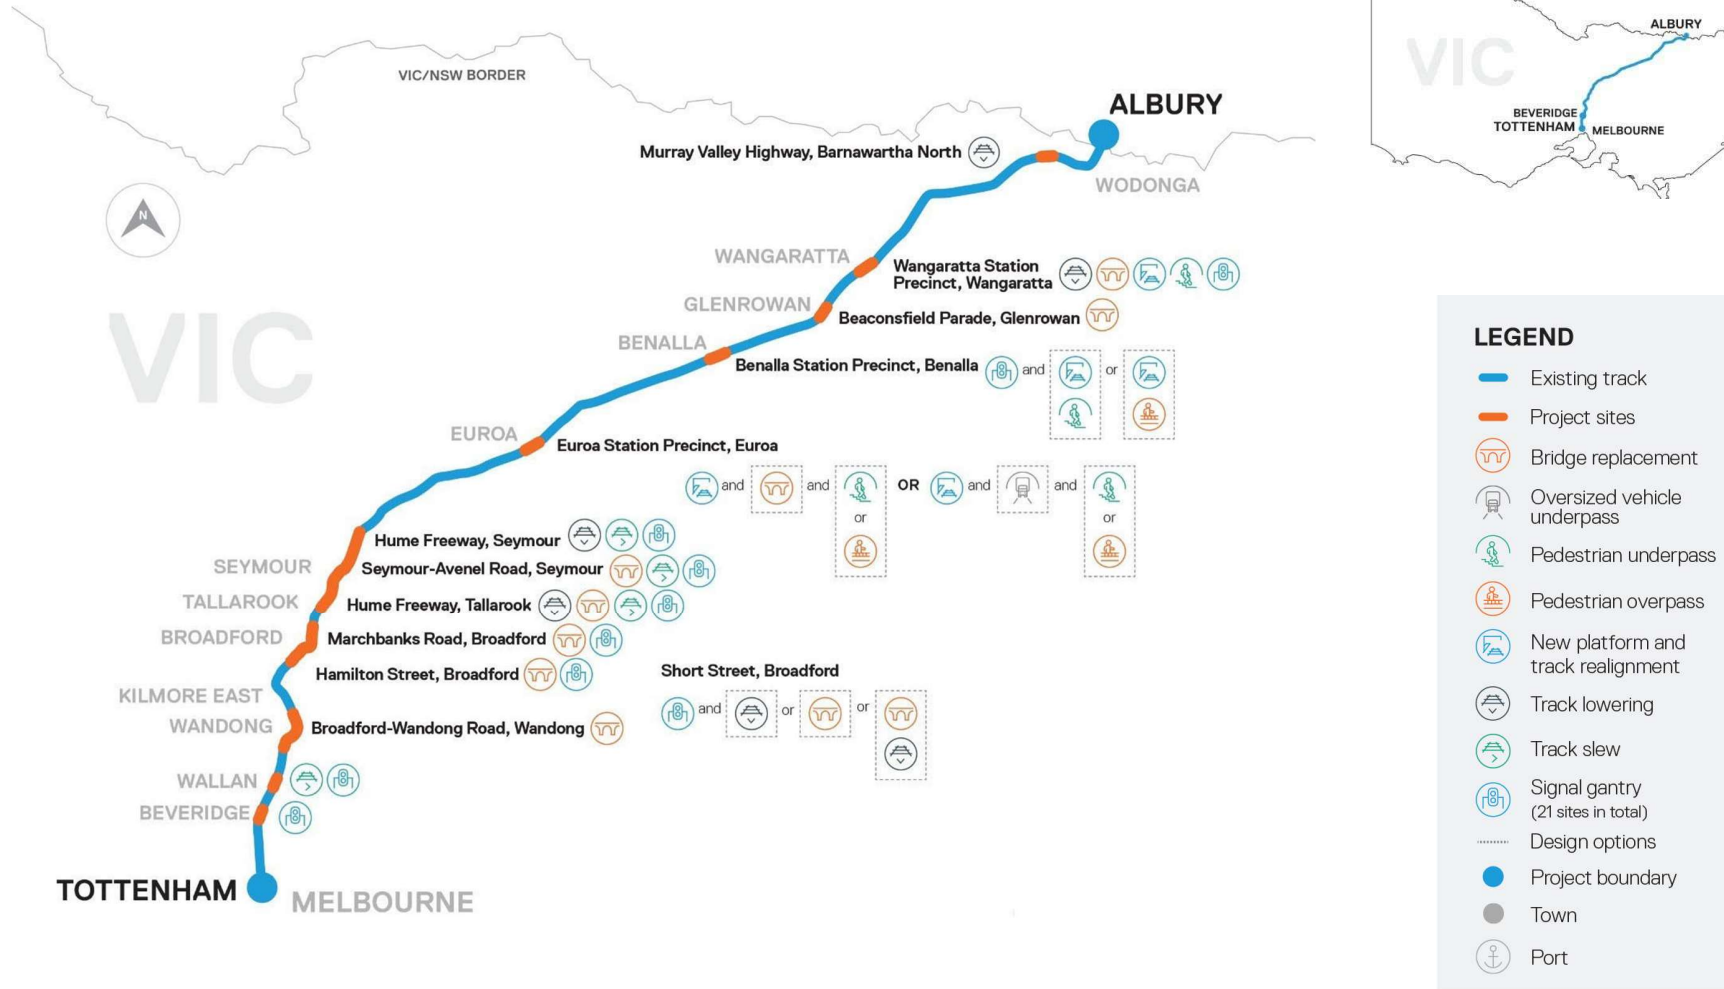 VIC/NSW BORDER
ALBURY
Murray Valley Highway, Barnawartha North
WODONGA
N
VIC
WANGARATTA
Wangaratta Station
Precinct, Wangaratta
GLENROWAN
Beaconsfield Parade, Glenrowan
BENALLA
Benalla Station Precinct, Benalla
and
or
EUROA
Euroa Station Precinct, Euroa
and
and
or
OR
and
and
or
Hume Freeway, Seymour
SEYMOUR
Seymour-Avenel Road, Seymour
TALLAROOK
Hume Freeway, Tallarook
BROADFORD
Marchbanks Road, Broadford
Hamilton Street, Broadford
Short Street, Broadford
and
or
or
KILMORE EAST
WANDONG
Broadford-Wandong Road, Wandong
WALLAN
BEVERIDGE
TOTTENHAM
MELBOURNE
VIC
ALBURY
BEVERIDGE
TOTTENHAM
MELBOURNE
LEGEND
Existing track
Project sites
Bridge replacement
Oversized vehicle
underpass
Pedestrian underpass
Pedestrian overpass
New platform and
track realignment
Track lowering
Track slew
Signal gantry
(21 sites in total)
Design options
Project boundary
Town
Port